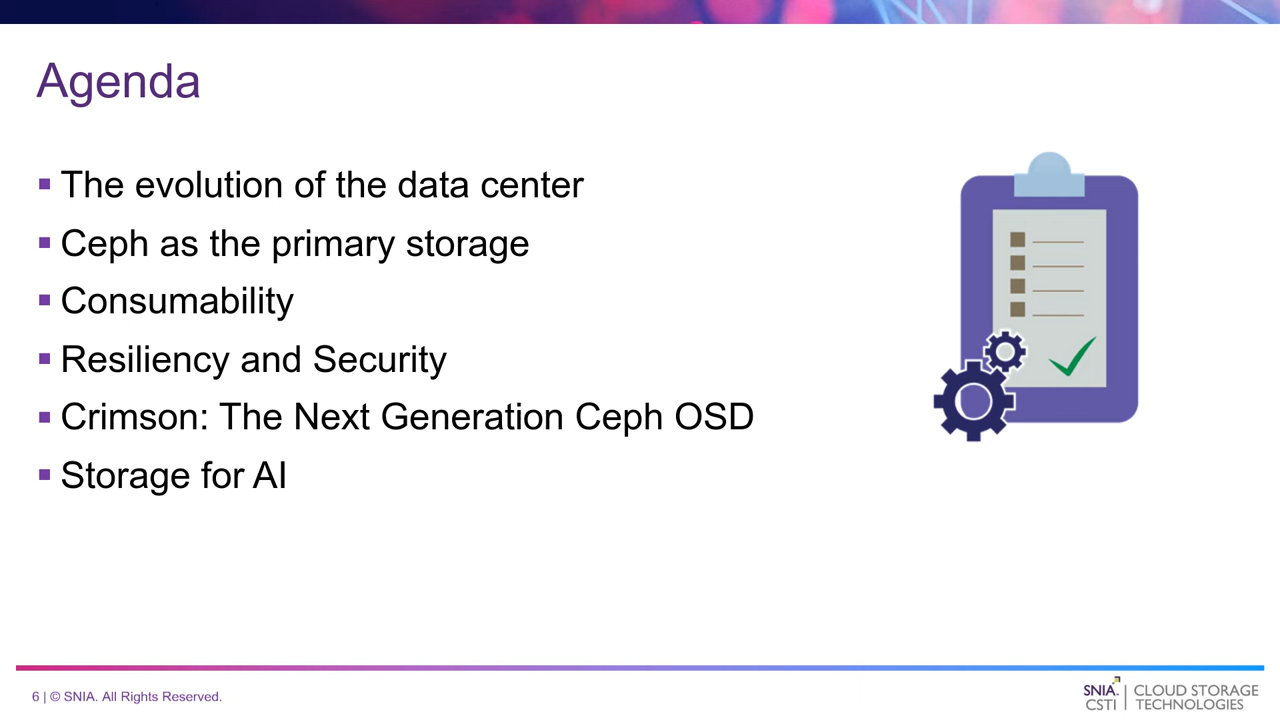 Agenda
▪ The evolution of the data center
▪ Ceph as the primary storage
▪ Consumability
▪ Resiliency and Security
▪ Crimson: The Next Generation Ceph OSD
▪ Storage for AI
6 | © SNIA. All Rights Reserved.
SNIA. | CLOUD STORAGE
CSTI | TECHNOLOGIES